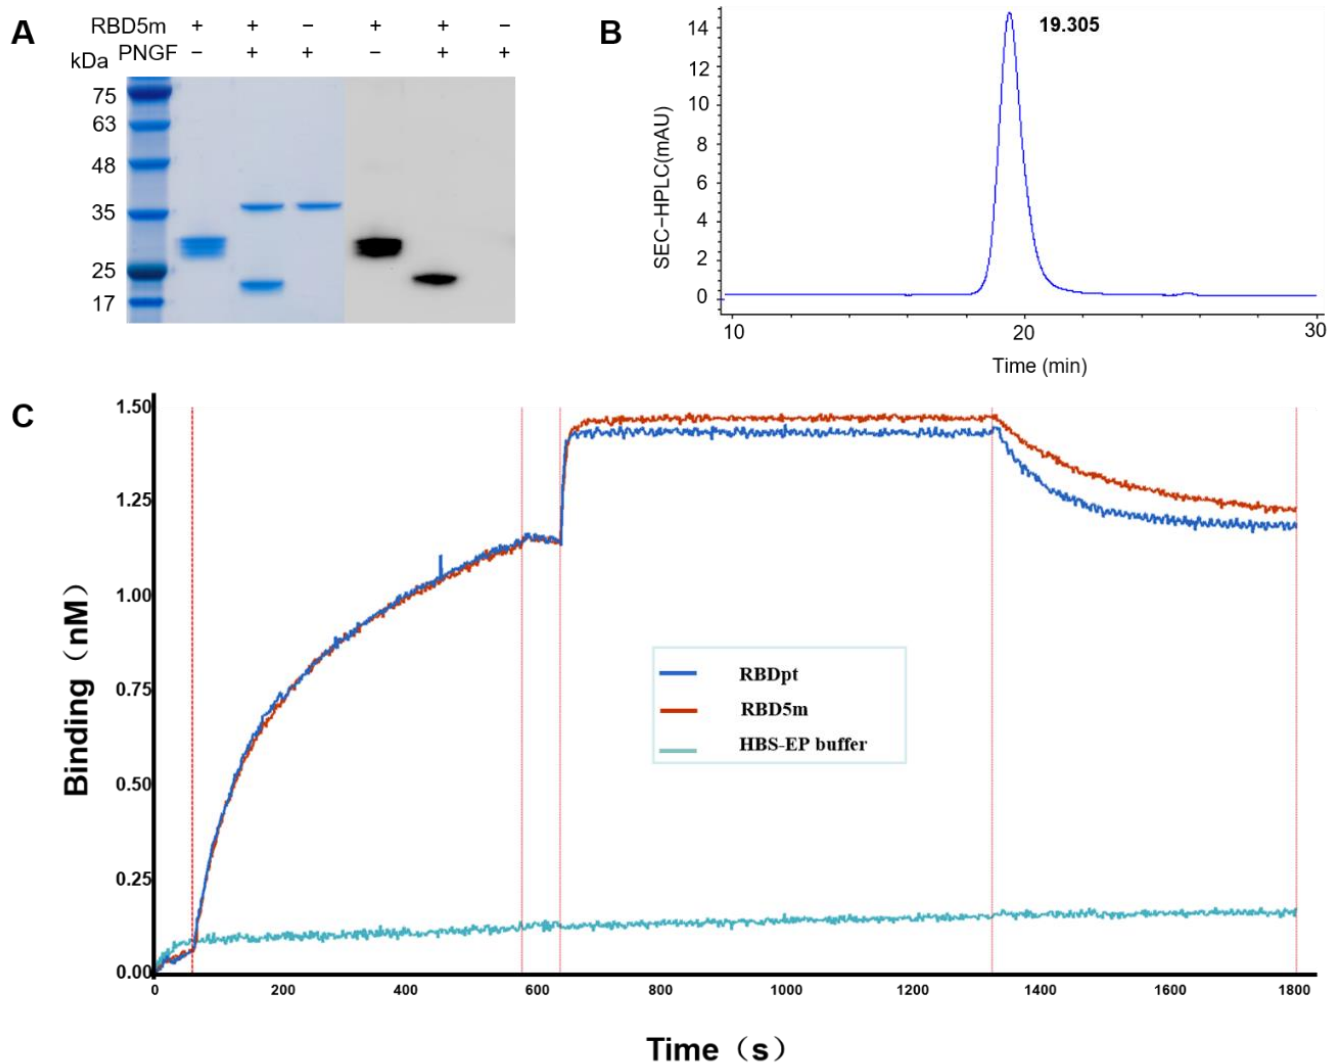 A
RBD5m + + − + + −
kDa PNGF − + + − + +
75
63
48
35
25
17
B
19.305
SEC−HPLC(mAU)
14
12
10
8
6
4
2
0
10 20 30
Time (min)
C
Binding（nM）
1.50
1.25
1.00
0.75
0.50
0.25
0.00
RBDpt
RBD5m
HBS-EP buffer
0 200 400 600 800 1000 1200 1400 1600 1800
Time（s）